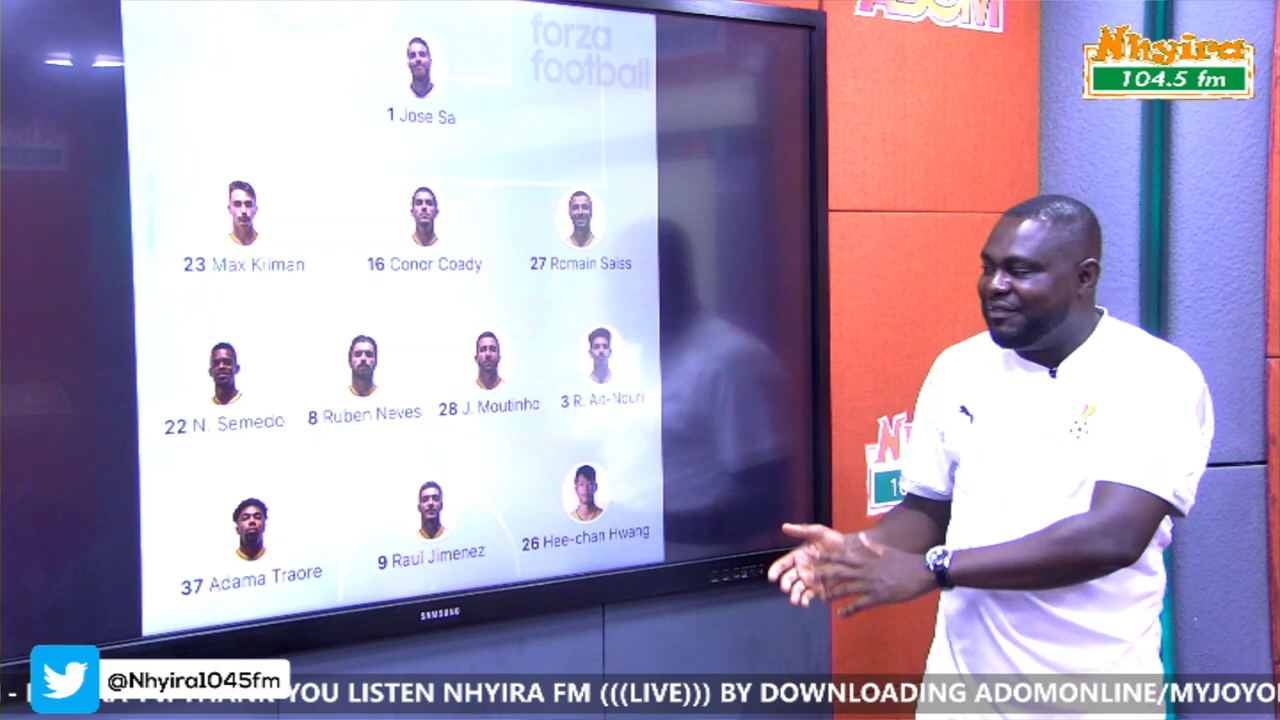 forza
football
ADOM
Nhyira
104.5 fm
1 Jose Sa
23 Max Kilman
16 Conor Coady
27 Romain Saiss
22 N. Semedo
8 Ruben Neves
28 J. Moutinho
3 R. Ait-Nouri
37 Adama Traore
9 Raul Jimenez
26 Hee-chan Hwang
SAMSUNG
@Nhyira1045fm
YOU LISTEN NHYIRA FM (((LIVE))) BY DOWNLOADING ADOMONLINE/MYJOYO